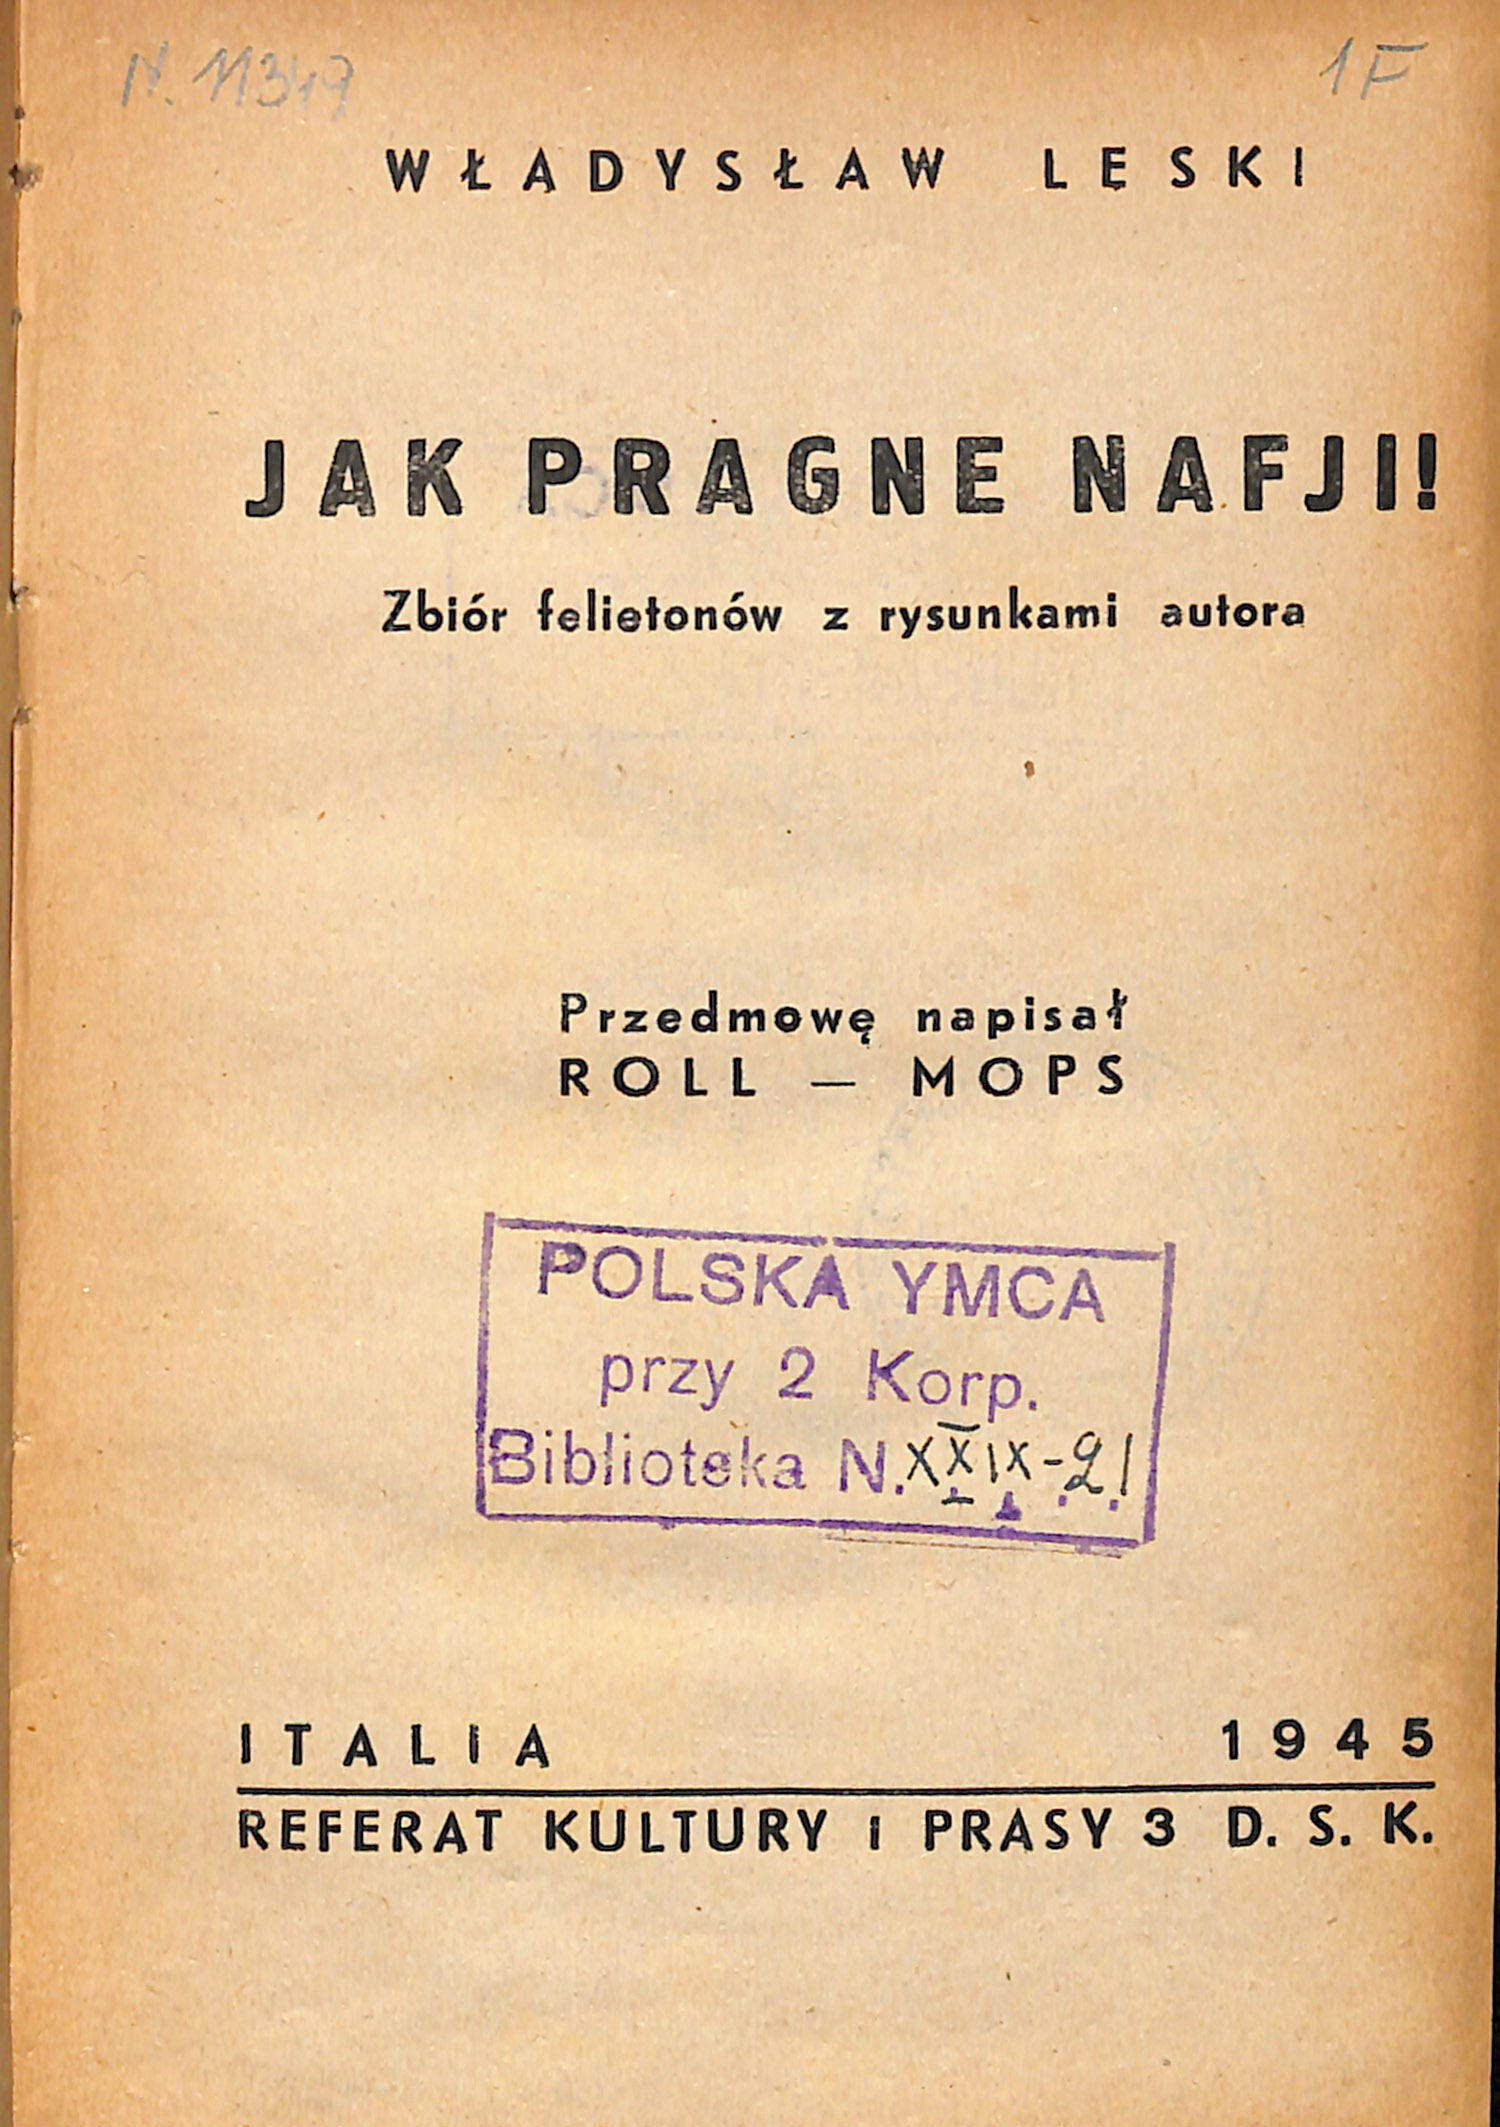 N. 11349
1F
WŁADYSŁAW LESKI
JAK PRAGNE NAFJI!
Zbiór felietonów z rysunkami autora
Przedmowę napisał
ROLL — MOPS
POLSKA YMCA
przy 2 Korp.
Biblioteka N. XXIX-21
ITALIA 1945
REFERAT KULTURY i PRASY 3 D. S. K.